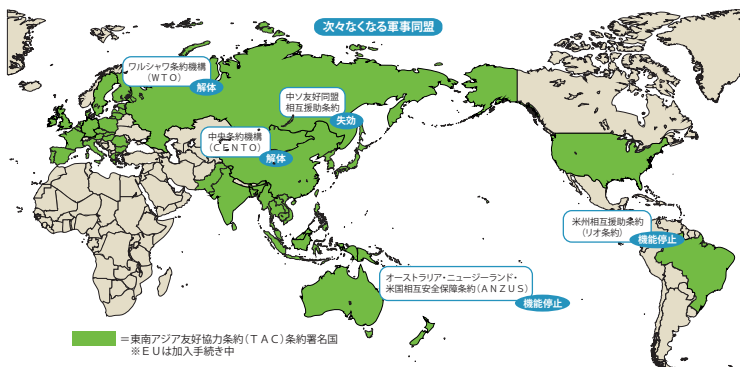 次々なくなる軍事同盟
ワルシャワ条約機構
（ＷＴＯ）
解体
中ソ友好同盟
相互援助条約
失効
中央条約機構
（ＣＥＮＴＯ）
解体
米州相互援助条約
（リオ条約）
機能停止
オーストラリア・ニュージーランド・
米国相互安全保障条約（ＡＮＺＵＳ）
機能停止
＝東南アジア友好協力条約（ＴＡＣ）条約署名国
※ＥＵは加入手続き中